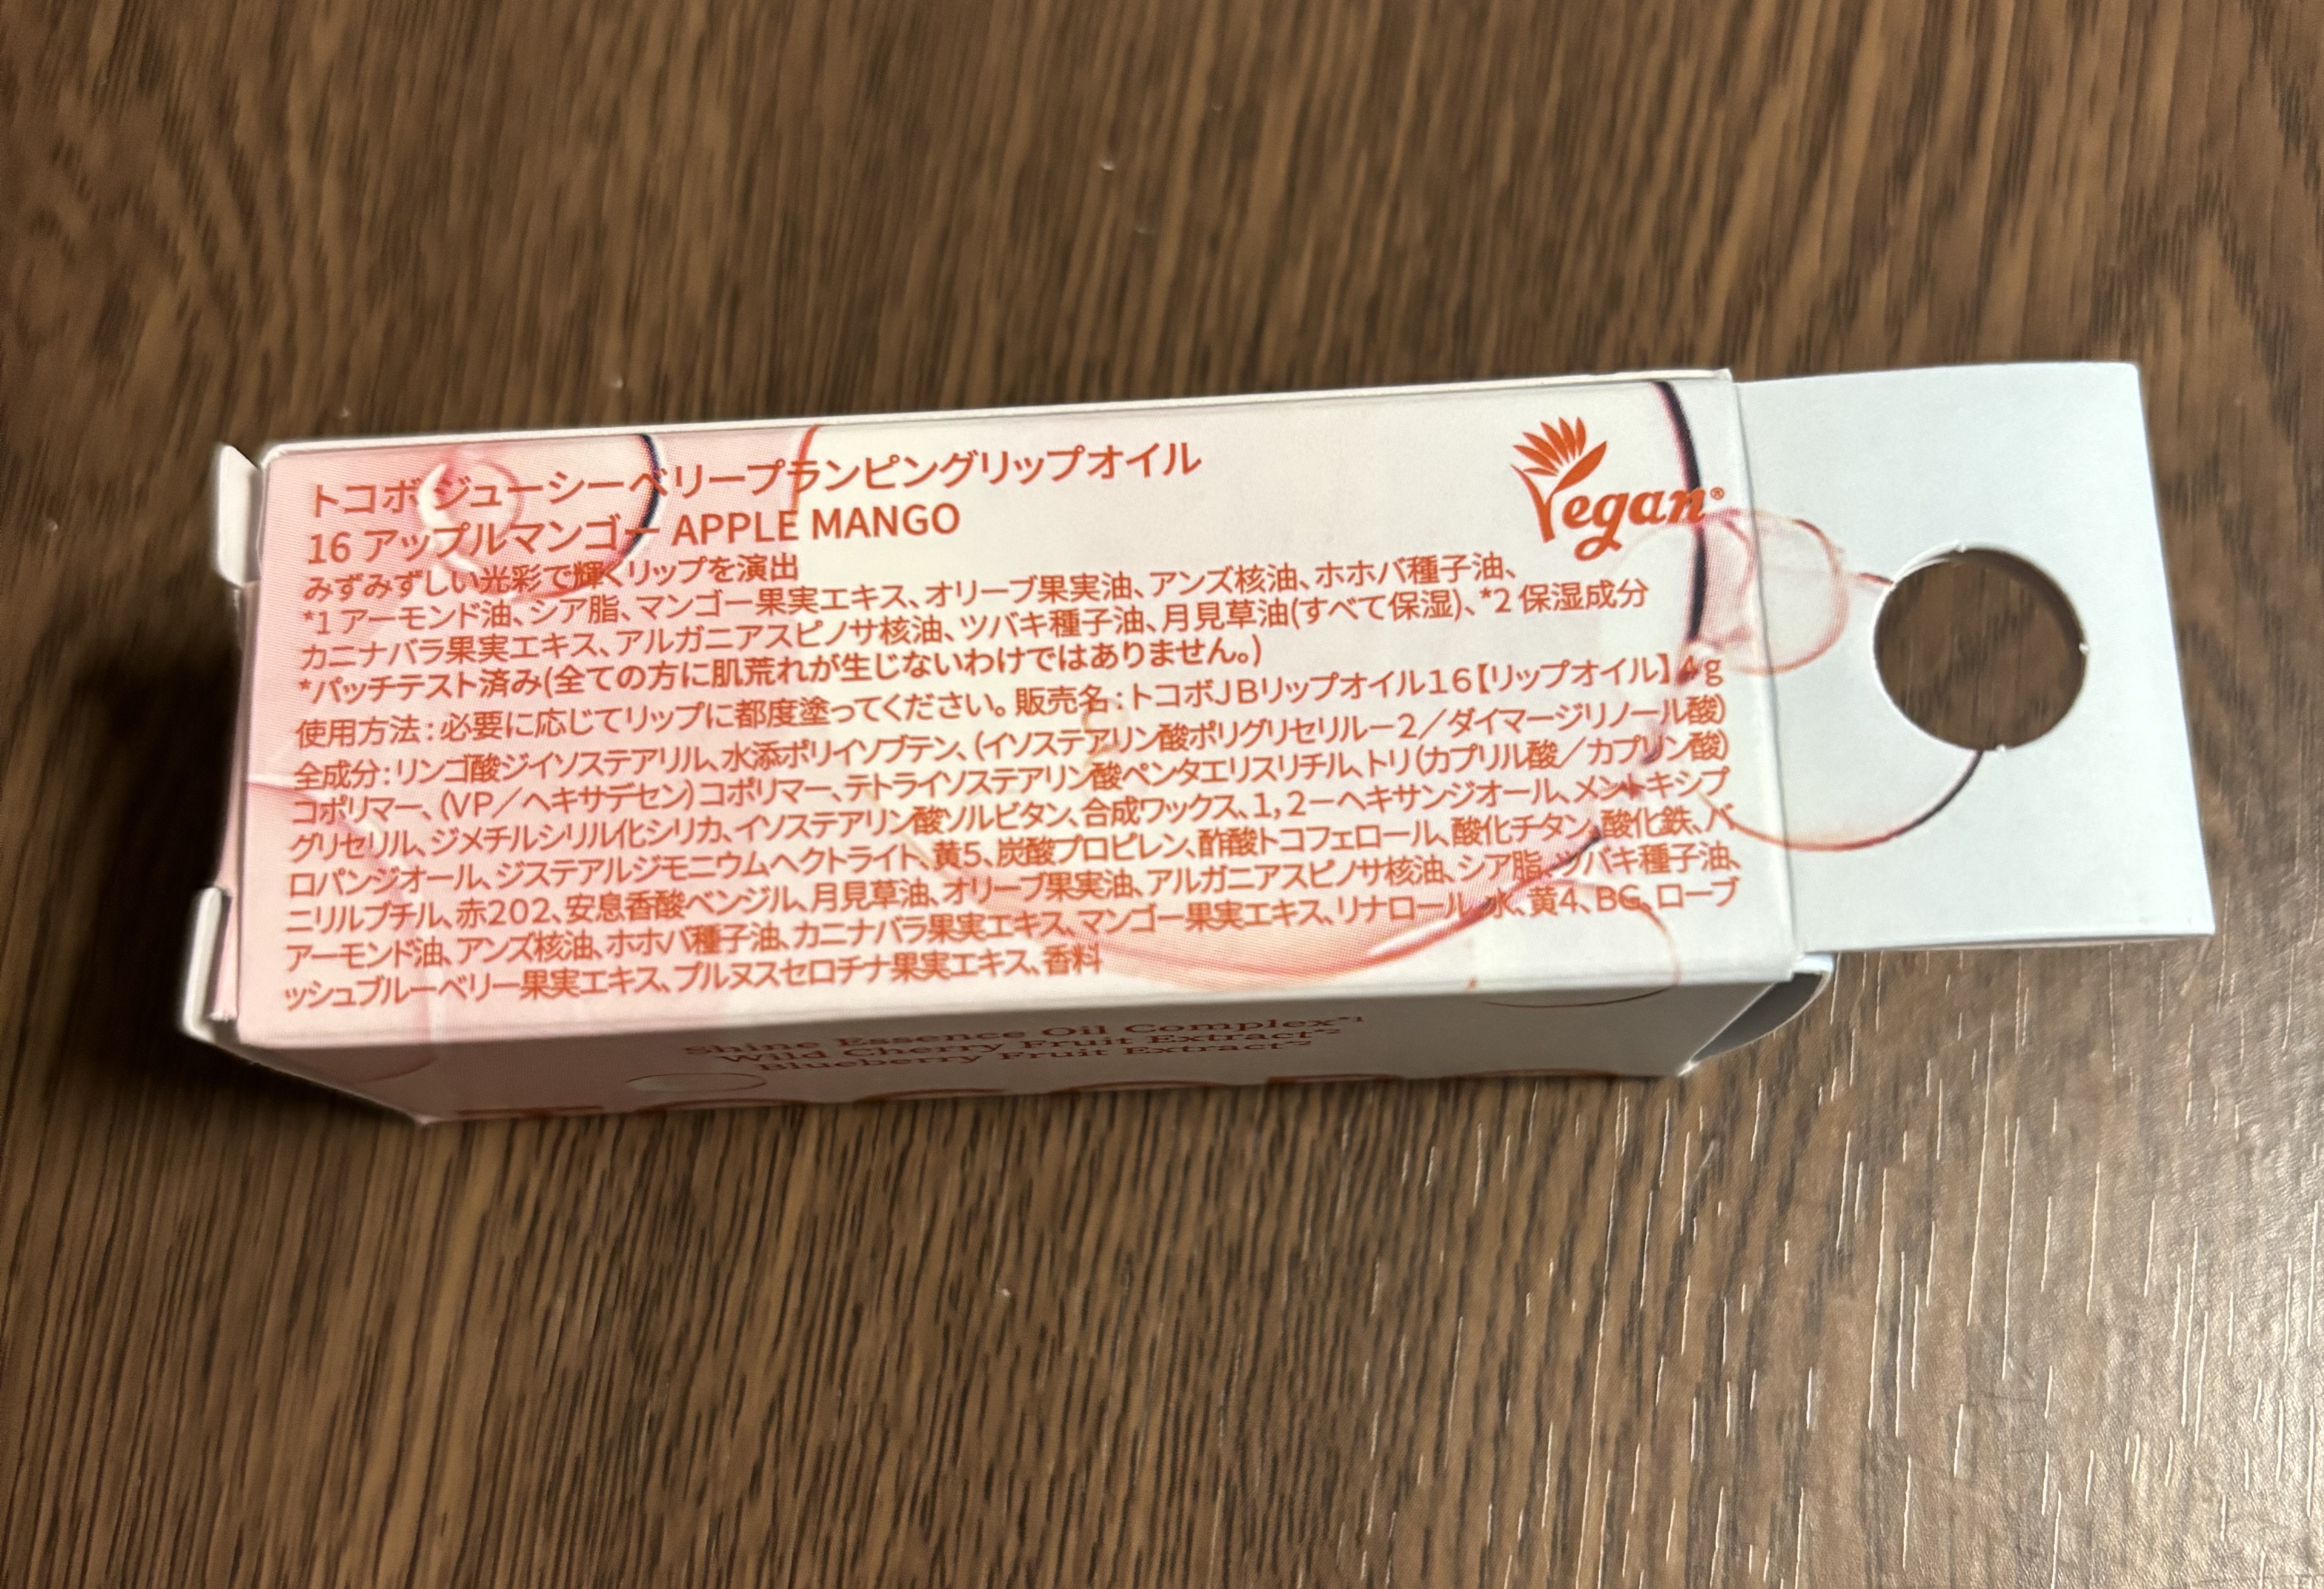 トコボ ジューシーベリープランピングリップオイル
16 アップルマンゴー APPLE MANGO
みずみずしい光彩で輝くリップを演出
*1 アーモンド油、シア脂、マンゴー果実エキス、オリーブ果実油、アンズ核油、ホホバ種子油、
カニナバラ果実エキス、アルガニアスピノサ核油、ツバキ種子油、月見草油(すべて保湿)、*2 保湿成分
*パッチテスト済み(全ての方に肌荒れが生じないわけではありません。)
使用方法:必要に応じてリップに都度塗ってください。販売名:トコボJBリップオイル16【リップオイル】4g
全成分:リンゴ酸ジイソステアリル、水添ポリイソブテン、(イソステアリン酸ポリグリセリル－2／ダイマージリノール酸)
コポリマー、(VP／ヘキサデセン)コポリマー、テトライソステアリン酸ペンタエリスリチル、トリ(カプリル酸／カプリン酸)
グリセリル、ジメチルシリル化シリカ、イソステアリン酸ソルビタン、合成ワックス、1,2－ヘキサンジオール、メントキシプ
ロパンジオール、ジステアルジモニウムヘクトライト、黄5、炭酸プロピレン、酢酸トコフェロール、酸化チタン、酸化鉄、バ
ニリルブチル、赤202、安息香酸ベンジル、月見草油、オリーブ果実油、アルガニアスピノサ核油、シア脂、ツバキ種子油、
アーモンド油、アンズ核油、ホホバ種子油、カニナバラ果実エキス、マンゴー果実エキス、リナロール、水、黄4、BG、ローブ
ッシュブルーベリー果実エキス、プルヌスセロチナ果実エキス、香料
Vegan®
Shine Essence Oil Complex*1
Wild Cherry Fruit Extract*2
Blueberry Fruit Extract*2